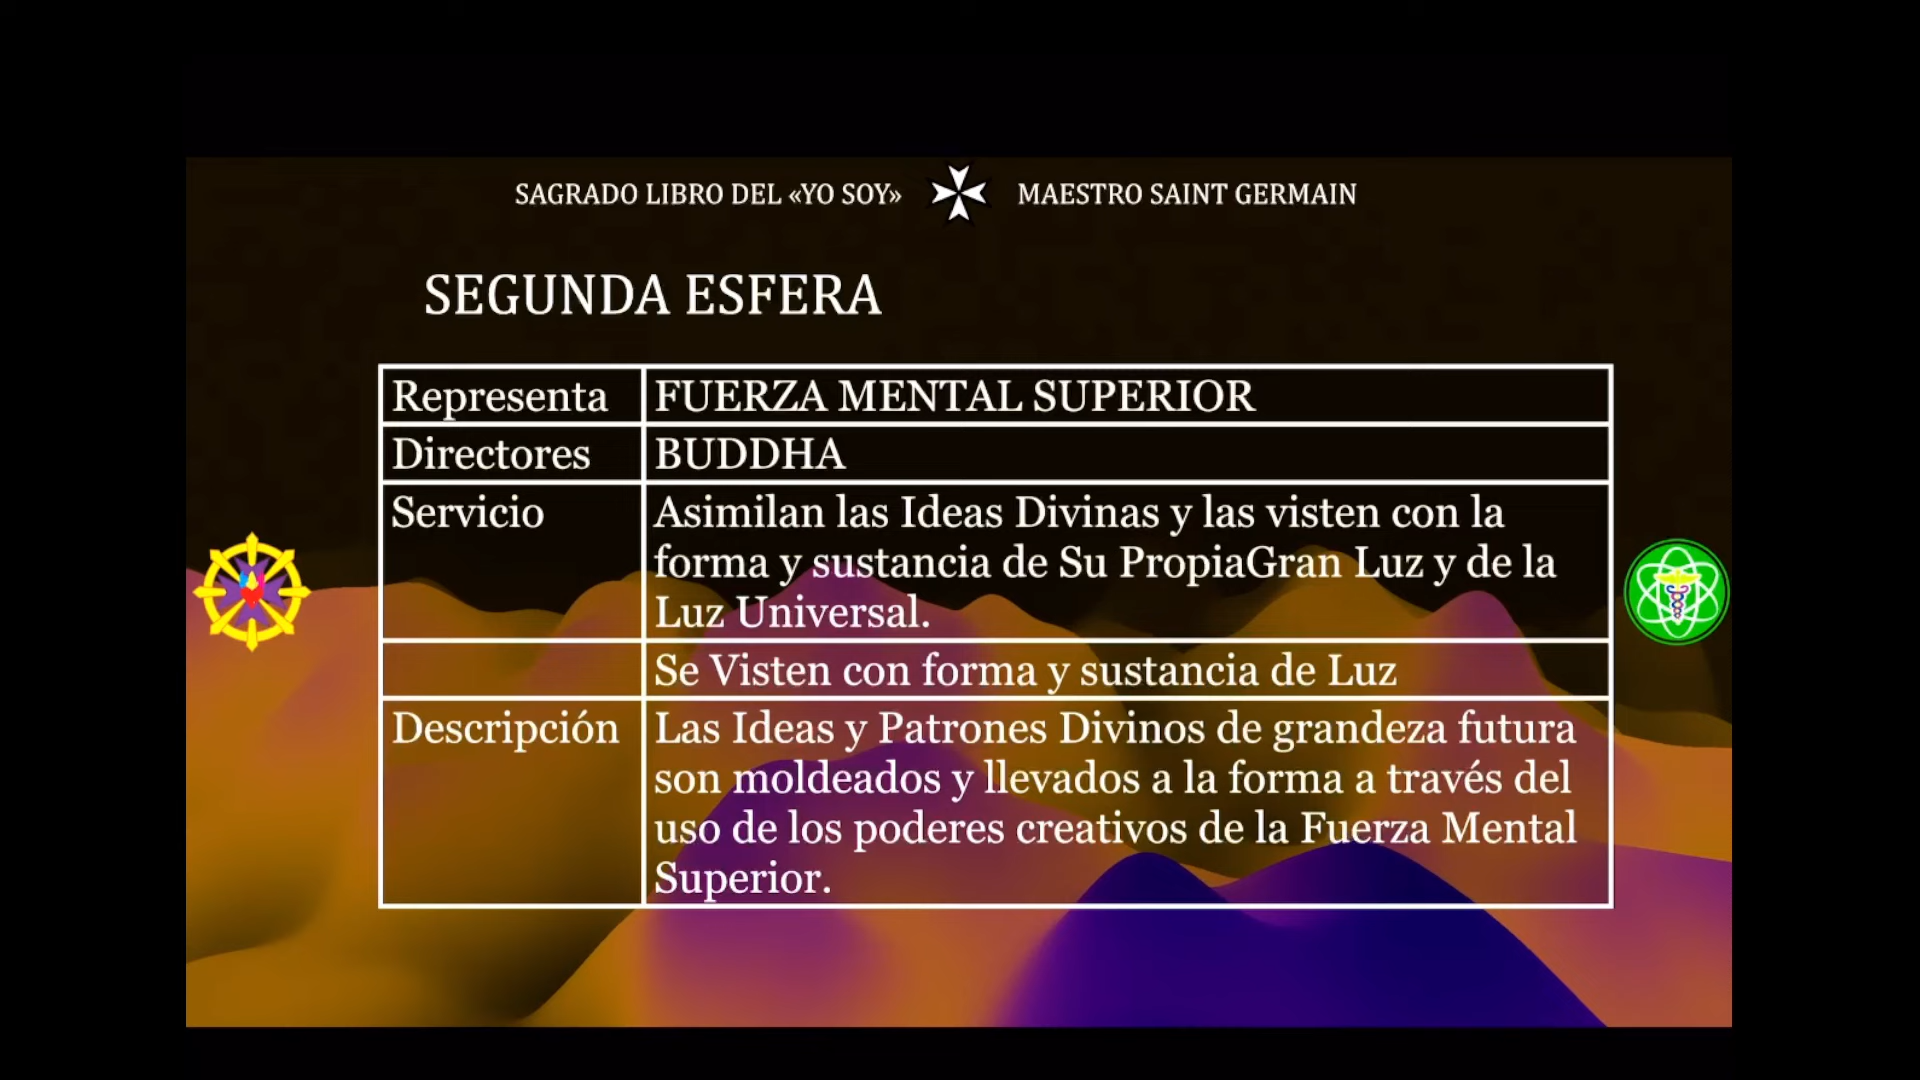 SAGRADO LIBRO DEL «YO SOY» MAESTRO SAINT GERMAIN
SEGUNDA ESFERA
Representa FUERZA MENTAL SUPERIOR
Directores BUDDHA
Servicio Asimilan las Ideas Divinas y las visten con la
forma y sustancia de Su PropiaGran Luz y de la
Luz Universal.
Se Visten con forma y sustancia de Luz
Descripción Las Ideas y Patrones Divinos de grandeza futura
son moldeados y llevados a la forma a través del
uso de los poderes creativos de la Fuerza Mental
Superior.